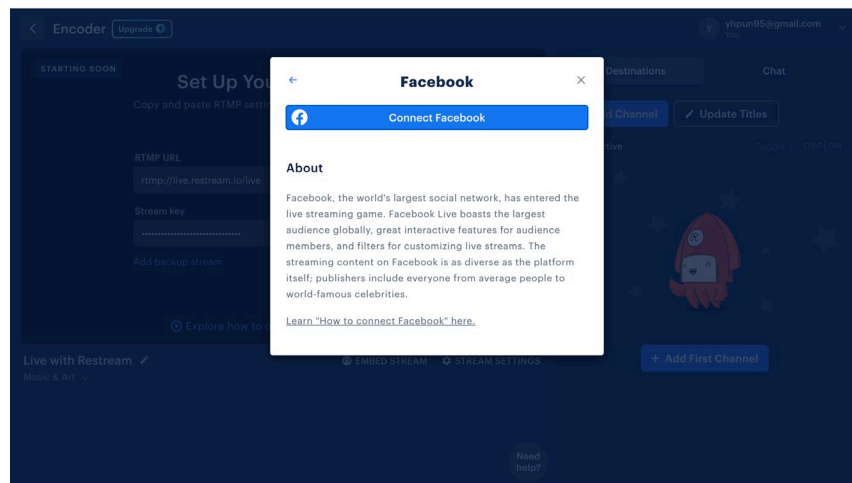 Encoder
Upgrade
yhpun95@gmail.com
Y
You
STARTING SOON
Set Up You
Copy and paste RTMP settin
RTMP URL
rtmp://live.restream.io/live
Stream key
Add backup stream
Explore how to c
Facebook
Connect Facebook
About
Facebook, the world's largest social network, has entered the
live streaming game. Facebook Live boasts the largest
audience globally, great interactive features for audience
members, and filters for customizing live streams. The
streaming content on Facebook is as diverse as the platform
itself; publishers include everyone from average people to
world-famous celebrities.
Learn "How to connect Facebook" here.
Destinations
Chat
d Channel
Update Titles
ctive
Toggle all OFF|ON
+ Add First Channel
Live with Restream
EMBED STREAM
STREAM SETTINGS
Music & Art
Need
help?